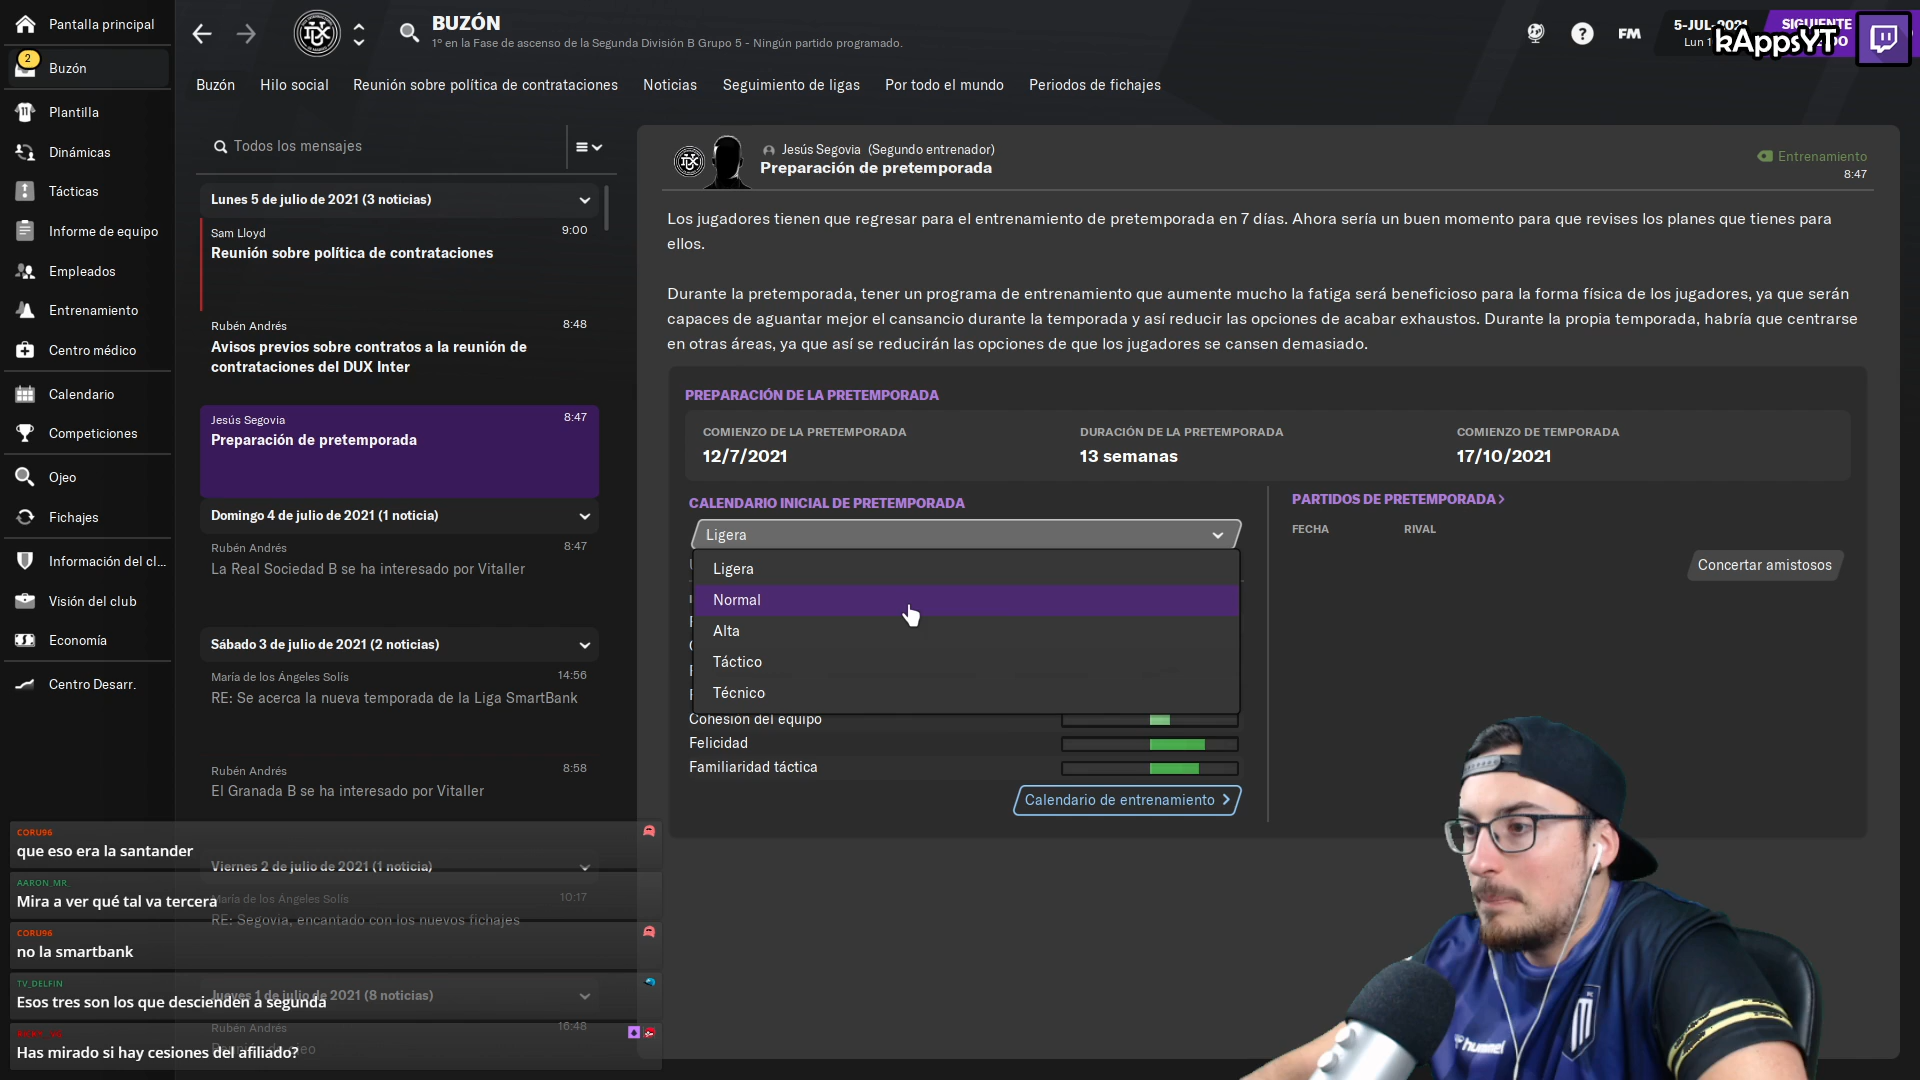 Pantalla principal
2
Buzón
Plantilla
Dinámicas
Tácticas
Informe de equipo
Empleados
Entrenamiento
Centro médico
Calendario
Competiciones
Ojeo
Fichajes
Información del cl...
Visión del club
Economía
Centro Desarr.
BUZÓN
1º en la Fase de ascenso de la Segunda División B Grupo 5 - Ningún partido programado.
FM
5-JUL-2021
Lun
SIGUIENTE
kAppsYT
Buzón
Hilo social
Reunión sobre política de contrataciones
Noticias
Seguimiento de ligas
Por todo el mundo
Periodos de fichajes
Todos los mensajes
Lunes 5 de julio de 2021 (3 noticias)
Sam Lloyd 9:00
Reunión sobre política de contrataciones
Rubén Andrés 8:48
Avisos previos sobre contratos a la reunión de
contrataciones del DUX Inter
Jesús Segovia 8:47
Preparación de pretemporada
Domingo 4 de julio de 2021 (1 noticia)
Rubén Andrés 8:47
La Real Sociedad B se ha interesado por Vitaller
Sábado 3 de julio de 2021 (2 noticias)
María de los Ángeles Solís 14:56
RE: Se acerca la nueva temporada de la Liga SmartBank
Rubén Andrés 8:58
El Granada B se ha interesado por Vitaller
Viernes 2 de julio de 2021 (1 noticia)
María de los Ángeles Solís 10:17
RE: Segovia, encantado con los nuevos fichajes
Jueves 1 de julio de 2021 (8 noticias)
Rubén Andrés 16:48
CORU96
que eso era la santander
AARON_MR_
Mira a ver qué tal va tercera
CORU96
no la smartbank
TV_DELFIN
Esos tres son los que descienden a segunda
Has mirado si hay cesiones del afiliado?
Jesús Segovia (Segundo entrenador)
Preparación de pretemporada
Entrenamiento
8:47
Los jugadores tienen que regresar para el entrenamiento de pretemporada en 7 días. Ahora sería un buen momento para que revises los planes que tienes para
ellos.
Durante la pretemporada, tener un programa de entrenamiento que aumente mucho la fatiga será beneficioso para la forma física de los jugadores, ya que serán
capaces de aguantar mejor el cansancio durante la temporada y así reducir las opciones de acabar exhaustos. Durante la propia temporada, habría que centrarse
en otras áreas, ya que así se reducirán las opciones de que los jugadores se cansen demasiado.
PREPARACIÓN DE LA PRETEMPORADA
COMIENZO DE LA PRETEMPORADA
12/7/2021
DURACIÓN DE LA PRETEMPORADA
13 semanas
COMIENZO DE TEMPORADA
17/10/2021
CALENDARIO INICIAL DE PRETEMPORADA
Ligera
Ligera
Normal
Alta
Táctico
Técnico
Cohesión del equipo
Felicidad
Familiaridad táctica
Calendario de entrenamiento
PARTIDOS DE PRETEMPORADA
FECHA RIVAL
Concertar amistosos
hummel